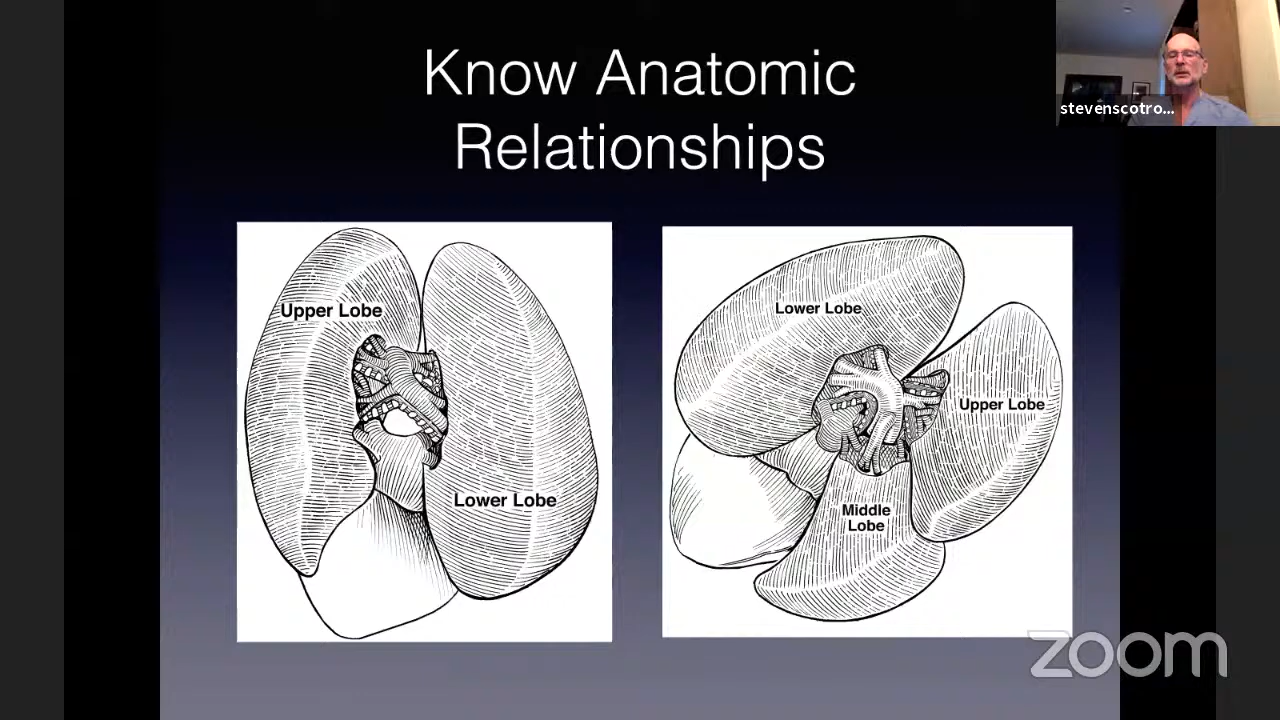 Know Anatomic
Relationships
stevenscotro...
Upper Lobe
Lower Lobe
Lower Lobe
Upper Lobe
Middle
Lobe
zoom